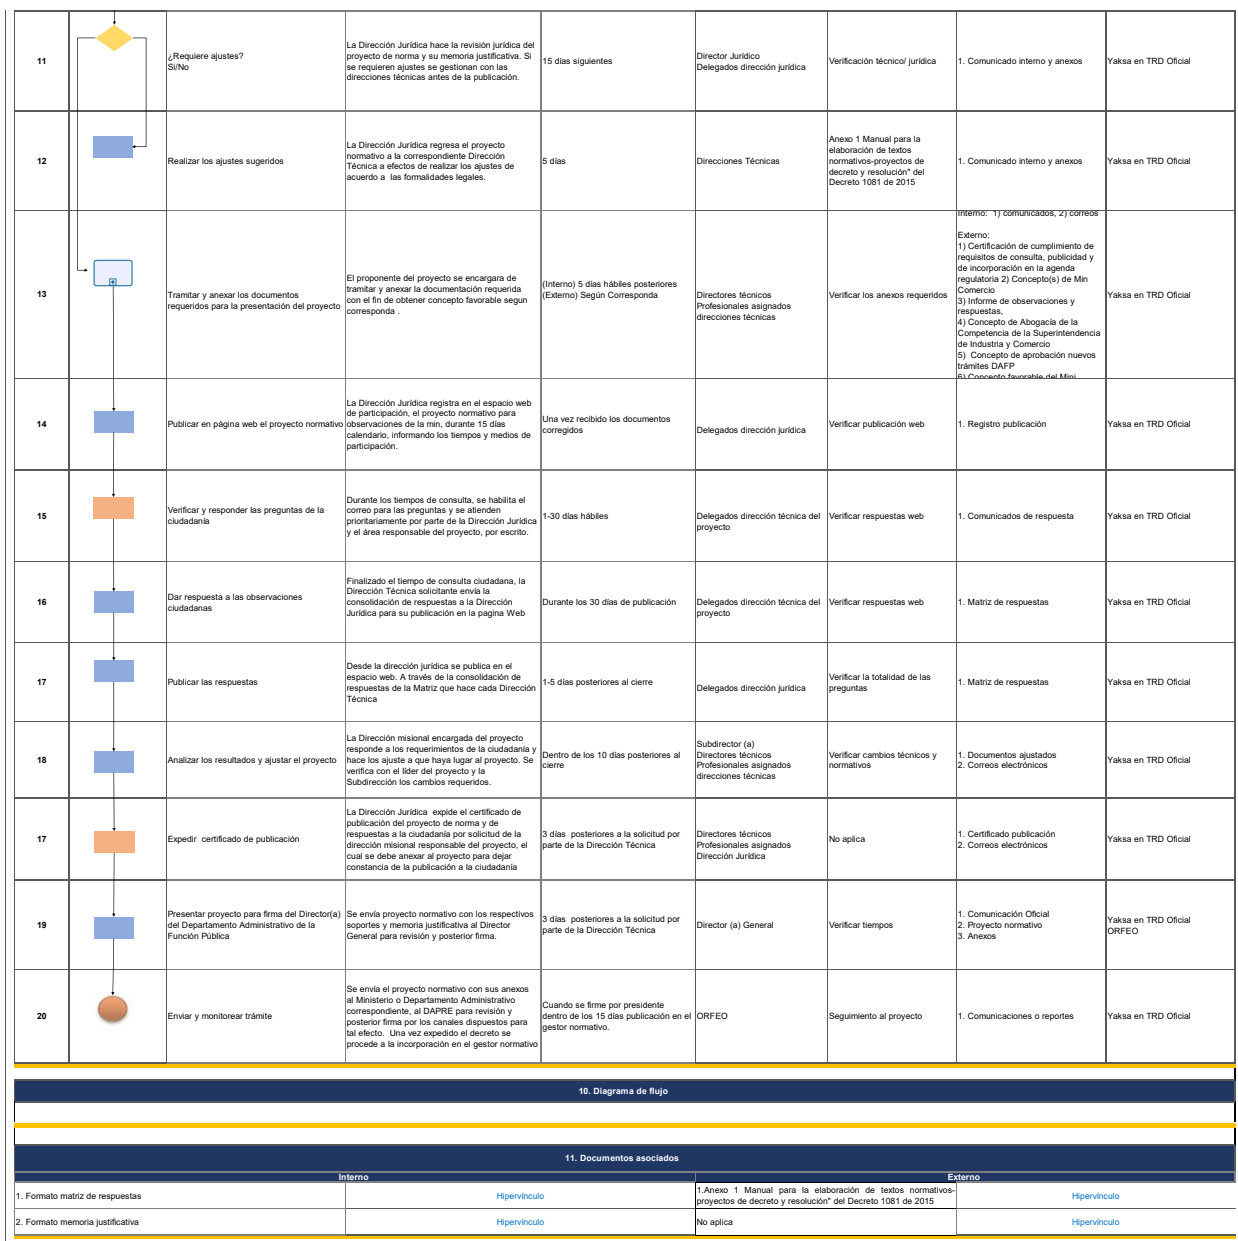 11
¿Requiere ajustes?
Si/No
La Dirección Jurídica hace la revisión jurídica del
proyecto de norma y su memoria justificativa. Si
se requieren ajustes se gestionan con las
direcciones técnicas antes de la publicación.
15 días siguientes
Director Jurídico
Delegados dirección jurídica
Verificación técnico/ jurídica
1. Comunicado interno y anexos
Yaksa en TRD Oficial
12
Realizar los ajustes sugeridos
La Dirección Jurídica regresa el proyecto
normativo a la correspondiente Dirección
Técnica a efectos de realizar los ajustes de
acuerdo a  las formalidades legales.
5 días
Direcciones Técnicas
Anexo 1 Manual para la
elaboración de textos
normativos-proyectos de
decreto y resolución" del
Decreto 1081 de 2015
1. Comunicado interno y anexos
Yaksa en TRD Oficial
13
Tramitar y anexar los documentos
requeridos para la presentación del proyecto
El proponente del proyecto se encargara de
tramitar y anexar la documentación requerida
con el fin de obtener concepto favorable segun
corresponda .
(Interno) 5 días hábiles posteriores
(Externo) Según Corresponda
Directores técnicos
Profesionales asignados
direcciones técnicas
Verificar los anexos requeridos
Interno:  1) comunicados, 2) correos
Externo:
1) Certificación de cumplimiento de
requisitos de consulta, publicidad y
de incorporación en la agenda
regulatoria 2) Concepto(s) de Min
Comercio
3) Informe de observaciones y
respuestas,
4) Concepto de Abogacía de la
Competencia de la Superintendencia
de Industria y Comercio
5)  Concepto de aprobación nuevos
trámites DAFP
6) Concepto favorable del Mini
Yaksa en TRD Oficial
14
Publicar en página web el proyecto normativo
La Dirección Jurídica registra en el espacio web
de participación, el proyecto normativo para
observaciones de la min, durante 15 días
calendario, informando los tiempos y medios de
participación.
Una vez recibido los documentos
corregidos
Delegados dirección jurídica
Verificar publicación web
1. Registro publicación
Yaksa en TRD Oficial
15
Verificar y responder las preguntas de la
ciudadanía
Durante los tiempos de consulta, se habilita el
correo para las preguntas y se atienden
prioritariamente por parte de la Dirección Jurídica
y el área responsable del proyecto, por escrito.
1-30 días hábiles
Delegados dirección técnica del
proyecto
Verificar respuestas web
1. Comunicados de respuesta
Yaksa en TRD Oficial
16
Dar respuesta a las observaciones
ciudadanas
Finalizado el tiempo de consulta ciudadana, la
Dirección Técnica solicitante envía la
consolidación de respuestas a la Dirección
Jurídica para su publicación en la pagina Web
Durante los 30 días de publicación
Delegados dirección técnica del
proyecto
Verificar respuestas web
1. Matriz de respuestas
Yaksa en TRD Oficial
17
Publicar las respuestas
Desde la dirección jurídica se publica en el
espacio web. A través de la consolidación de
respuestas de la Matriz que hace cada Dirección
Técnica
1-5 días posteriores al cierre
Delegados dirección jurídica
Verificar la totalidad de las
preguntas
1. Matriz de respuestas
Yaksa en TRD Oficial
18
Analizar los resultados y ajustar el proyecto
La Dirección misional encargada del proyecto
responde a los requerimientos de la ciudadanía y
hace los ajuste a que haya lugar al proyecto. Se
verifica con el líder del proyecto y la
Subdirección los cambios requeridos.
Dentro de los 10 días posteriores al
cierre
Subdirector (a)
Directores técnicos
Profesionales asignados
direcciones técnicas
Verificar cambios técnicos y
normativos
1. Documentos ajustados
2. Correos electrónicos
Yaksa en TRD Oficial
17
Expedir  certificado de publicación
La Dirección Jurídica  expide el certificado de
publicación del proyecto de norma y de
respuestas a la ciudadanía por solicitud de la
dirección misional responsable del proyecto, el
cual se debe anexar al proyecto para dejar
constancia de la publicación a la ciudadanía
3 días  posteriores a la solicitud por
parte de la Dirección Técnica
Directores técnicos
Profesionales asignados
Dirección Jurídica
No aplica
1. Certificado publicación
2. Correos electrónicos
Yaksa en TRD Oficial
19
Presentar proyecto para firma del Director(a)
del Departamento Administrativo de la
Función Pública
Se envía proyecto normativo con los respectivos
soportes y memoria justificativa al Director
General para revisión y posterior firma.
3 días  posteriores a la solicitud por
parte de la Dirección Técnica
Director (a) General
Verificar tiempos
1. Comunicación Oficial
2. Proyecto normativo
3. Anexos
Yaksa en TRD Oficial
ORFEO
20
Enviar y monitorear trámite
Se envía el proyecto normativo con sus anexos
al Ministerio o Departamento Administrativo
correspondiente, al DAPRE para revisión y
posterior firma por los canales dispuestos para
tal efecto.  Una vez expedido el decreto se
procede a la incorporación en el gestor normativo
Cuando se firme por presidente
dentro de los 15 días publicación en el
gestor normativo.
ORFEO
Seguimiento al proyecto
1. Comunicaciones o reportes
Yaksa en TRD Oficial
10. Diagrama de flujo
11. Documentos asociados
Interno
Externo
1. Formato matriz de respuestas
Hipervínculo
1.Anexo 1 Manual para la elaboración de textos normativos-
proyectos de decreto y resolución" del Decreto 1081 de 2015
Hipervínculo
2. Formato memoria justificativa
Hipervínculo
No aplica
Hipervínculo